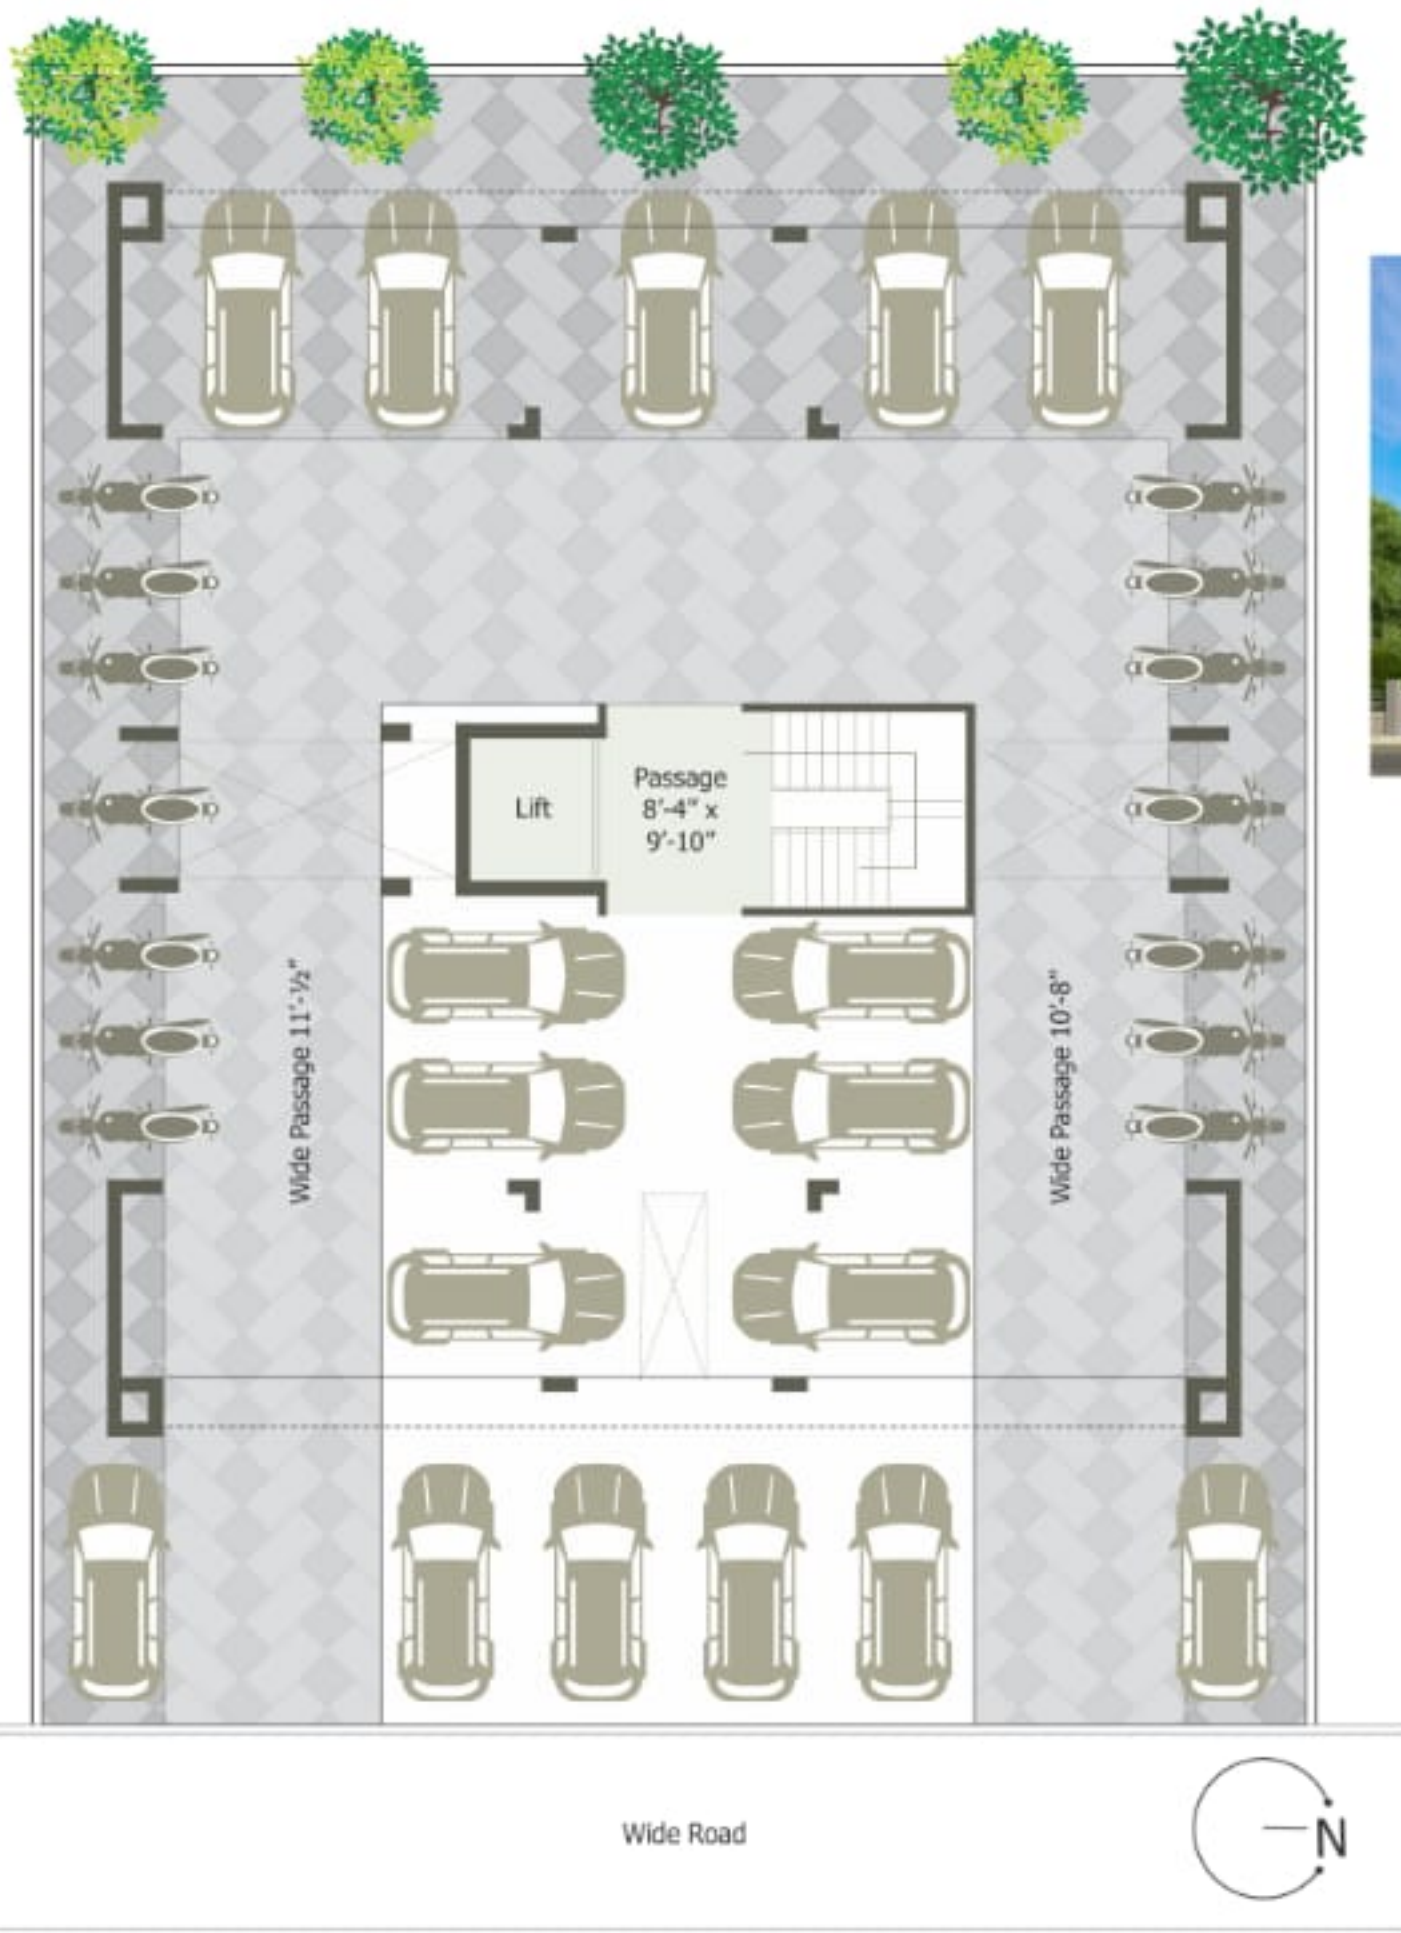 Lift
Passage
8'-4" x
9'-10"
Wide Passage 11'-½"
Wide Passage 10'-8"
Wide Road
N